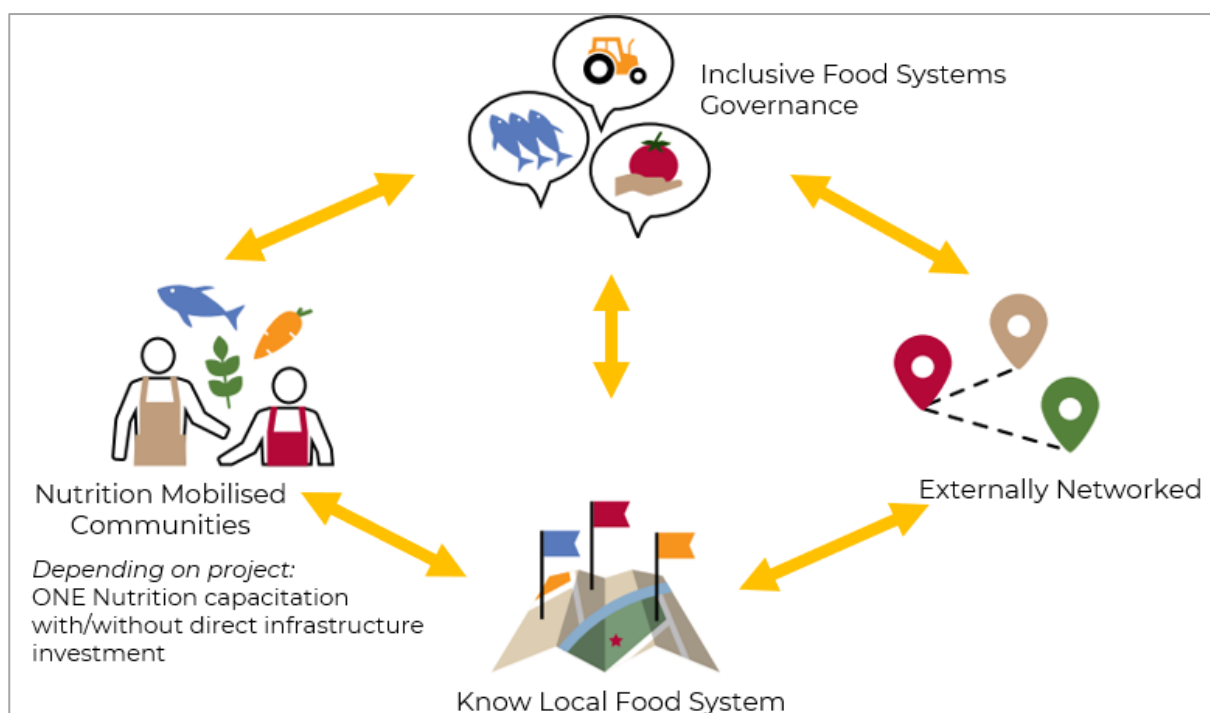 Inclusive Food Systems
Governance
Nutrition Mobilised
Communities
Depending on project:
ONE Nutrition capacitation
with/without direct infrastructure
investment
Externally Networked
Know Local Food System